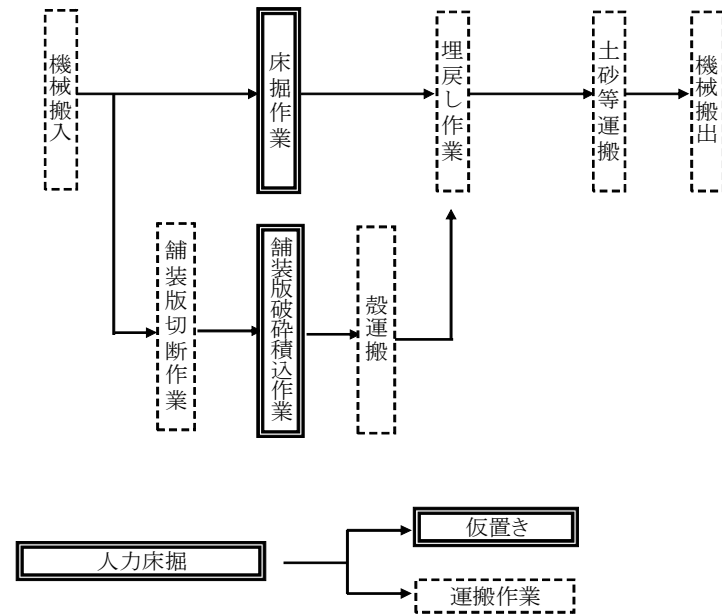 機械搬入
床掘作業
埋戻し作業
土砂等運搬
機械搬出
舗装版切断作業
舗装版破砕積込作業
殻運搬
人力床掘
仮置き
運搬作業